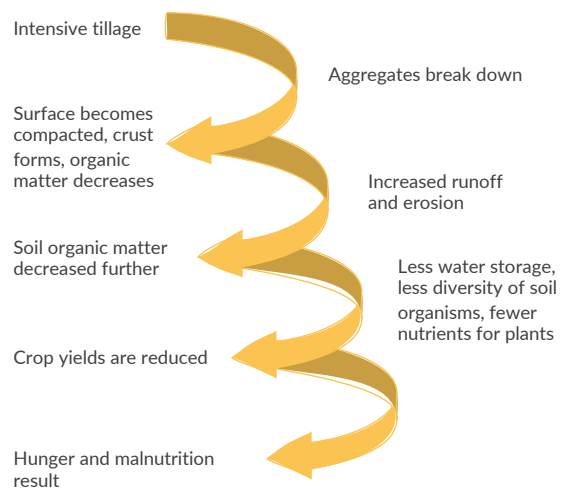 Intensive tillage
Aggregates break down
Surface becomes
compacted, crust
forms, organic
matter decreases
Increased runoff
and erosion
Soil organic matter
decreased further
Less water storage,
less diversity of soil
organisms, fewer
nutrients for plants
Crop yields are reduced
Hunger and malnutrition
result